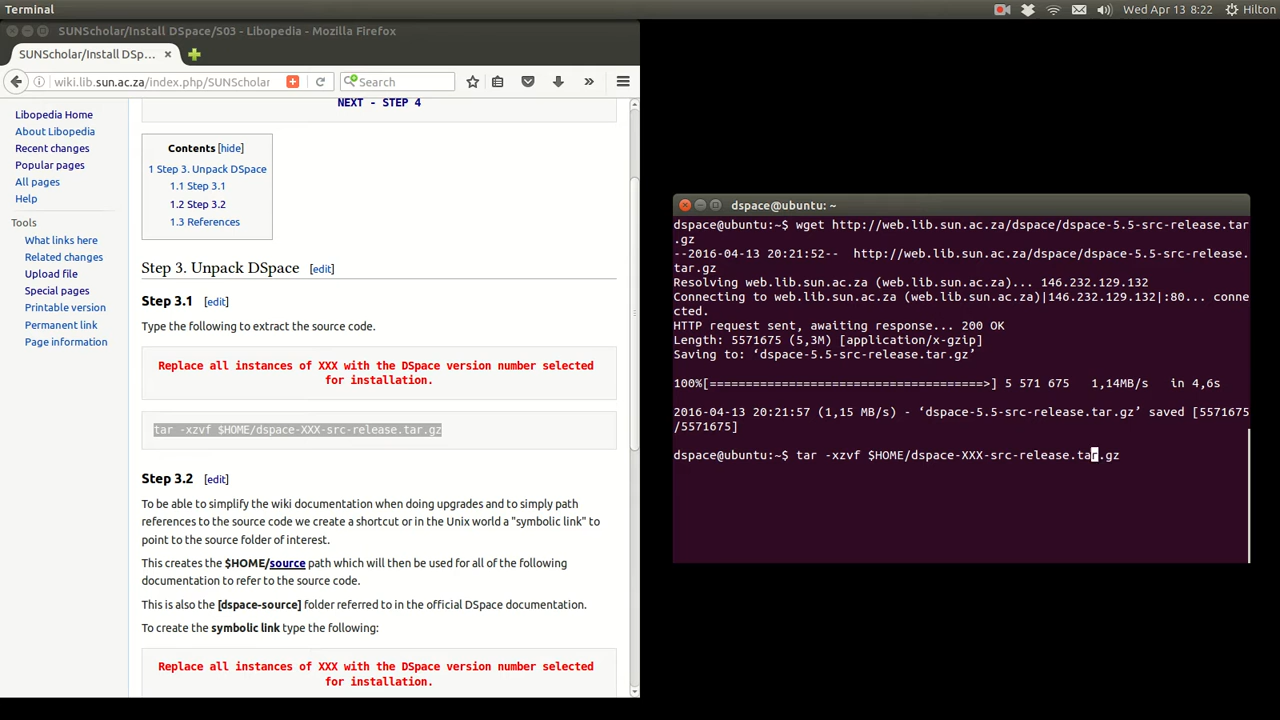 Terminal
Wed Apr 13 8:22
Hilton
SUNScholar/Install DSpace/S03 - Libopedia - Mozilla Firefox
SUNScholar/Install DSp...
wiki.lib.sun.ac.za/index.php/SUNScholar
Search
Libopedia Home
About Libopedia
Recent changes
Popular pages
All pages
Help
Tools
What links here
Related changes
Upload file
Special pages
Printable version
Permanent link
Page information
NEXT - STEP 4
Contents [hide]
1 Step 3. Unpack DSpace
1.1 Step 3.1
1.2 Step 3.2
1.3 References
Step 3. Unpack DSpace [edit]
Step 3.1 [edit]
Type the following to extract the source code.
Replace all instances of XXX with the DSpace version number selected
for installation.
tar -xzvf $HOME/dspace-XXX-src-release.tar.gz
Step 3.2 [edit]
To be able to simplify the wiki documentation when doing upgrades and to simply path
references to the source code we create a shortcut or in the Unix world a "symbolic link" to
point to the source folder of interest.
This creates the $HOME/source path which will then be used for all of the following
documentation to refer to the source code.
This is also the [dspace-source] folder referred to in the official DSpace documentation.
To create the symbolic link type the following:
Replace all instances of XXX with the DSpace version number selected
for installation.
dspace@ubuntu: ~
dspace@ubuntu:~$ wget http://web.lib.sun.ac.za/dspace/dspace-5.5-src-release.tar
.gz
--2016-04-13 20:21:52--  http://web.lib.sun.ac.za/dspace/dspace-5.5-src-release.
tar.gz
Resolving web.lib.sun.ac.za (web.lib.sun.ac.za)... 146.232.129.132
Connecting to web.lib.sun.ac.za (web.lib.sun.ac.za)|146.232.129.132|:80... conne
cted.
HTTP request sent, awaiting response... 200 OK
Length: 5571675 (5,3M) [application/x-gzip]
Saving to: ‘dspace-5.5-src-release.tar.gz’
100%[======================================>] 5 571 675   1,14MB/s   in 4,6s
2016-04-13 20:21:57 (1,15 MB/s) - ‘dspace-5.5-src-release.tar.gz’ saved [5571675
/5571675]
dspace@ubuntu:~$ tar -xzvf $HOME/dspace-XXX-src-release.tar.gz